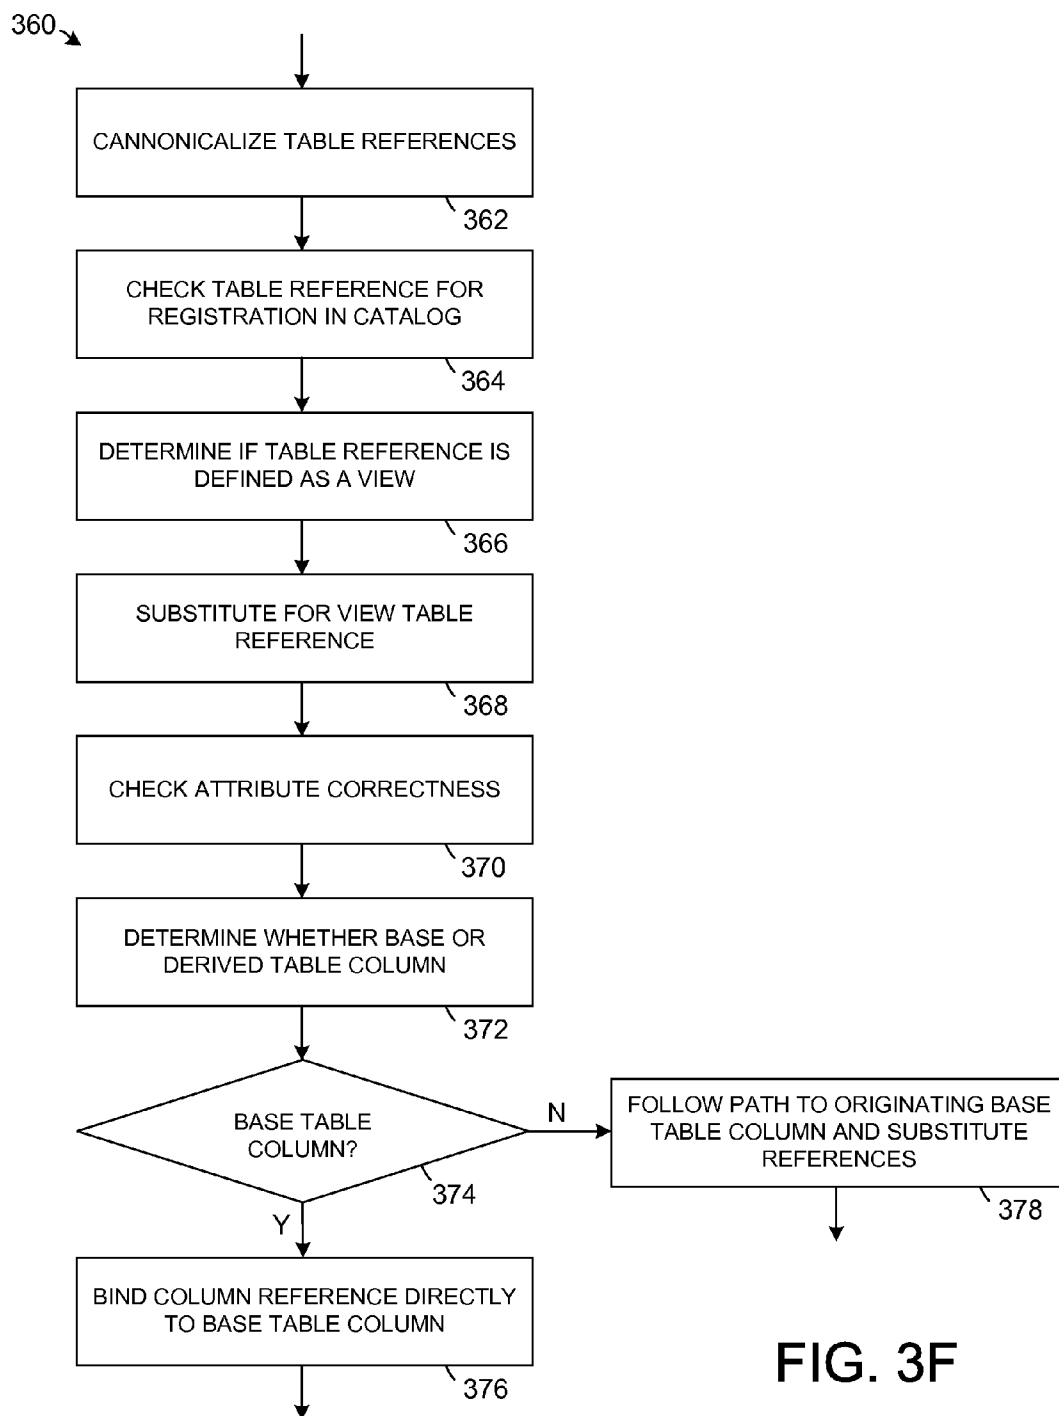 360
CANNONICALIZE TABLE REFERENCES
362
CHECK TABLE REFERENCE FOR
REGISTRATION IN CATALOG
364
DETERMINE IF TABLE REFERENCE IS
DEFINED AS A VIEW
366
SUBSTITUTE FOR VIEW TABLE
REFERENCE
368
CHECK ATTRIBUTE CORRECTNESS
370
DETERMINE WHETHER BASE OR
DERIVED TABLE COLUMN
372
BASE TABLE
COLUMN?
374
N
FOLLOW PATH TO ORIGINATING BASE
TABLE COLUMN AND SUBSTITUTE
REFERENCES
378
Y
BIND COLUMN REFERENCE DIRECTLY
TO BASE TABLE COLUMN
376
FIG. 3F